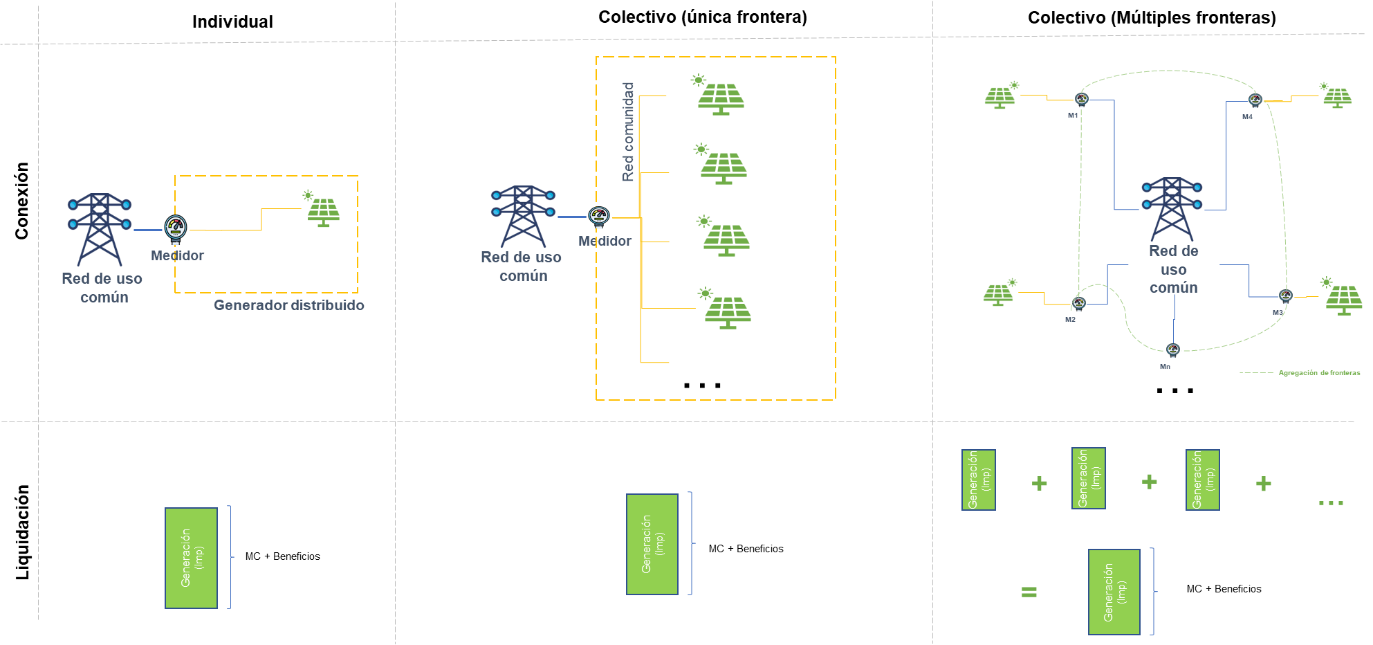 Individual
Colectivo (única frontera)
Colectivo (Múltiples fronteras)
Conexión
Red de uso
común
Medidor
Generador distribuido
Red de uso
común
Medidor
Red comunidad
...
M1
M4
Red de
uso
común
M2
M3
Mn
Agregación de fronteras
...
Liquidación
Generación
(Imp)
MC + Beneficios
Generación
(Imp)
MC + Beneficios
Generación
(Imp)
+
Generación
(Imp)
+
Generación
(Imp)
+
...
=
Generación
(Imp)
MC + Beneficios